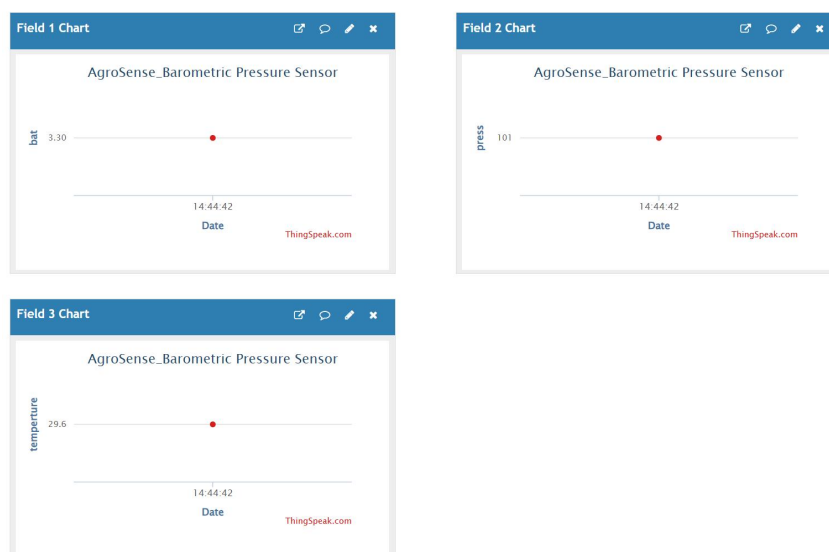 Field 1 Chart
AgroSense_Barometric Pressure Sensor
bat
3.30
14:44:42
Date
ThingSpeak.com
Field 2 Chart
AgroSense_Barometric Pressure Sensor
press
101
14:44:42
Date
ThingSpeak.com
Field 3 Chart
AgroSense_Barometric Pressure Sensor
temperture
29.6
14:44:42
Date
ThingSpeak.com